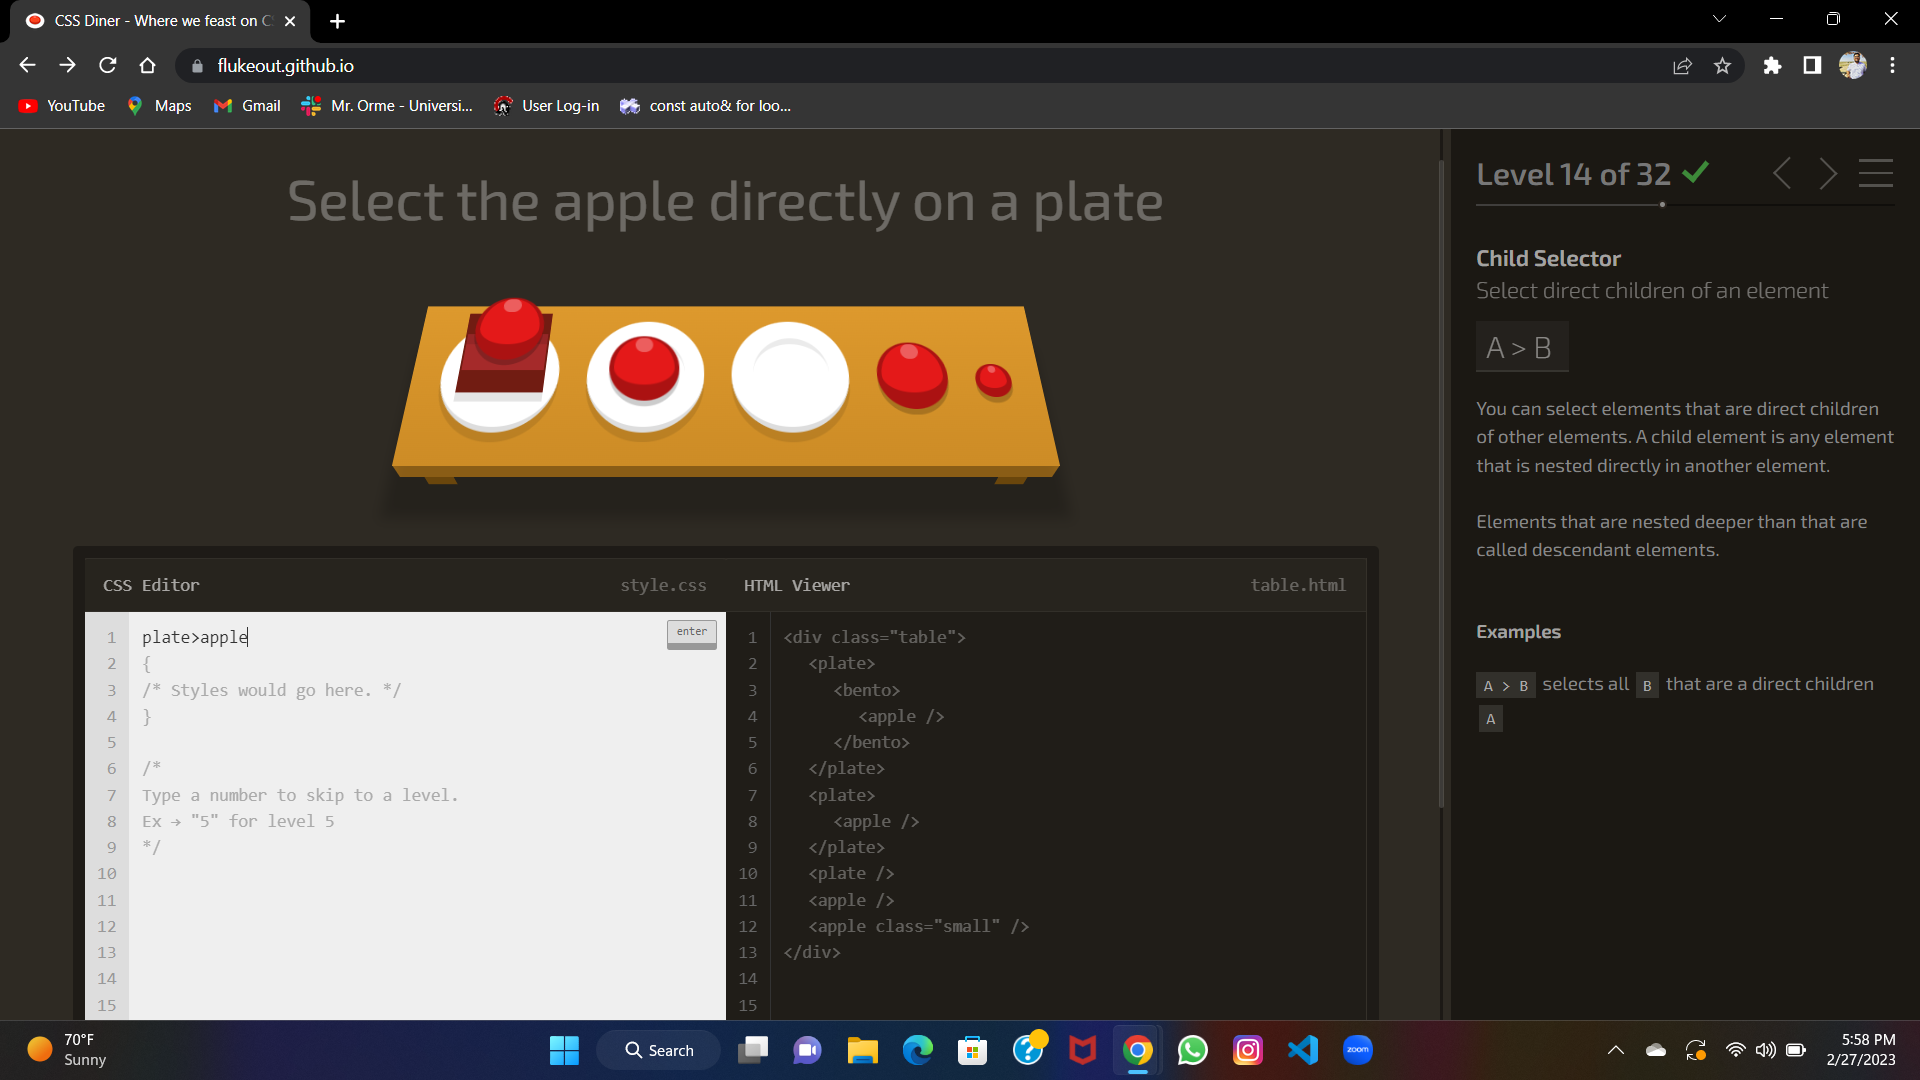 CSS Diner - Where we feast on C
flukeout.github.io
YouTube
Maps
Gmail
Mr. Orme - Universi...
User Log-in
const auto& for loo...
Select the apple directly on a plate
Level 14 of 32
Child Selector
Select direct children of an element
A > B
You can select elements that are direct children
of other elements. A child element is any element
that is nested directly in another element.
Elements that are nested deeper than that are
called descendant elements.
Examples
A > B selects all B that are a direct children
A
CSS Editor style.css
1 plate>apple
enter
2 {
3 /* Styles would go here. */
4 }
5
6 /*
7 Type a number to skip to a level.
8 Ex → "5" for level 5
9 */
10
11
12
13
14
15
HTML Viewer table.html
1 <div class="table">
2 <plate>
3 <bento>
4 <apple />
5 </bento>
6 </plate>
7 <plate>
8 <apple />
9 </plate>
10 <plate />
11 <apple />
12 <apple class="small" />
13 </div>
14
15
70°F
Sunny
Search
zoom
5:58 PM
2/27/2023